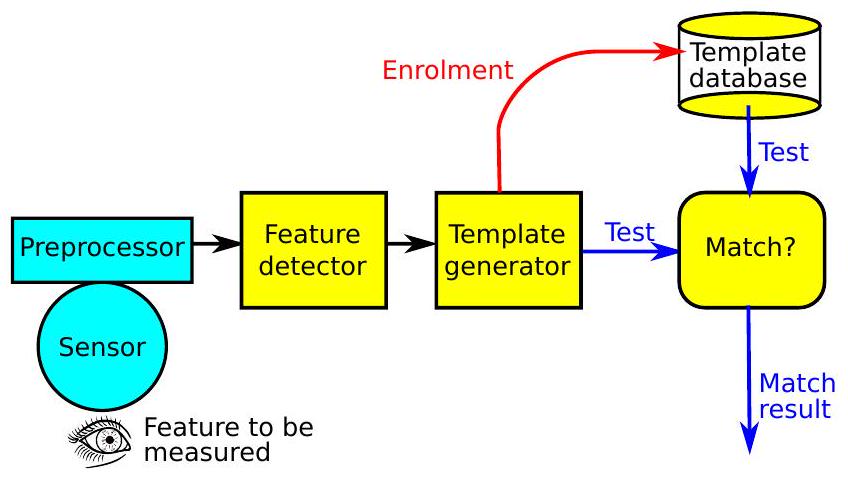 Template
database
Enrolment
Test
Preprocessor
Feature
detector
Template
generator
Test
Match?
Sensor
Match
result
Feature to be
measured